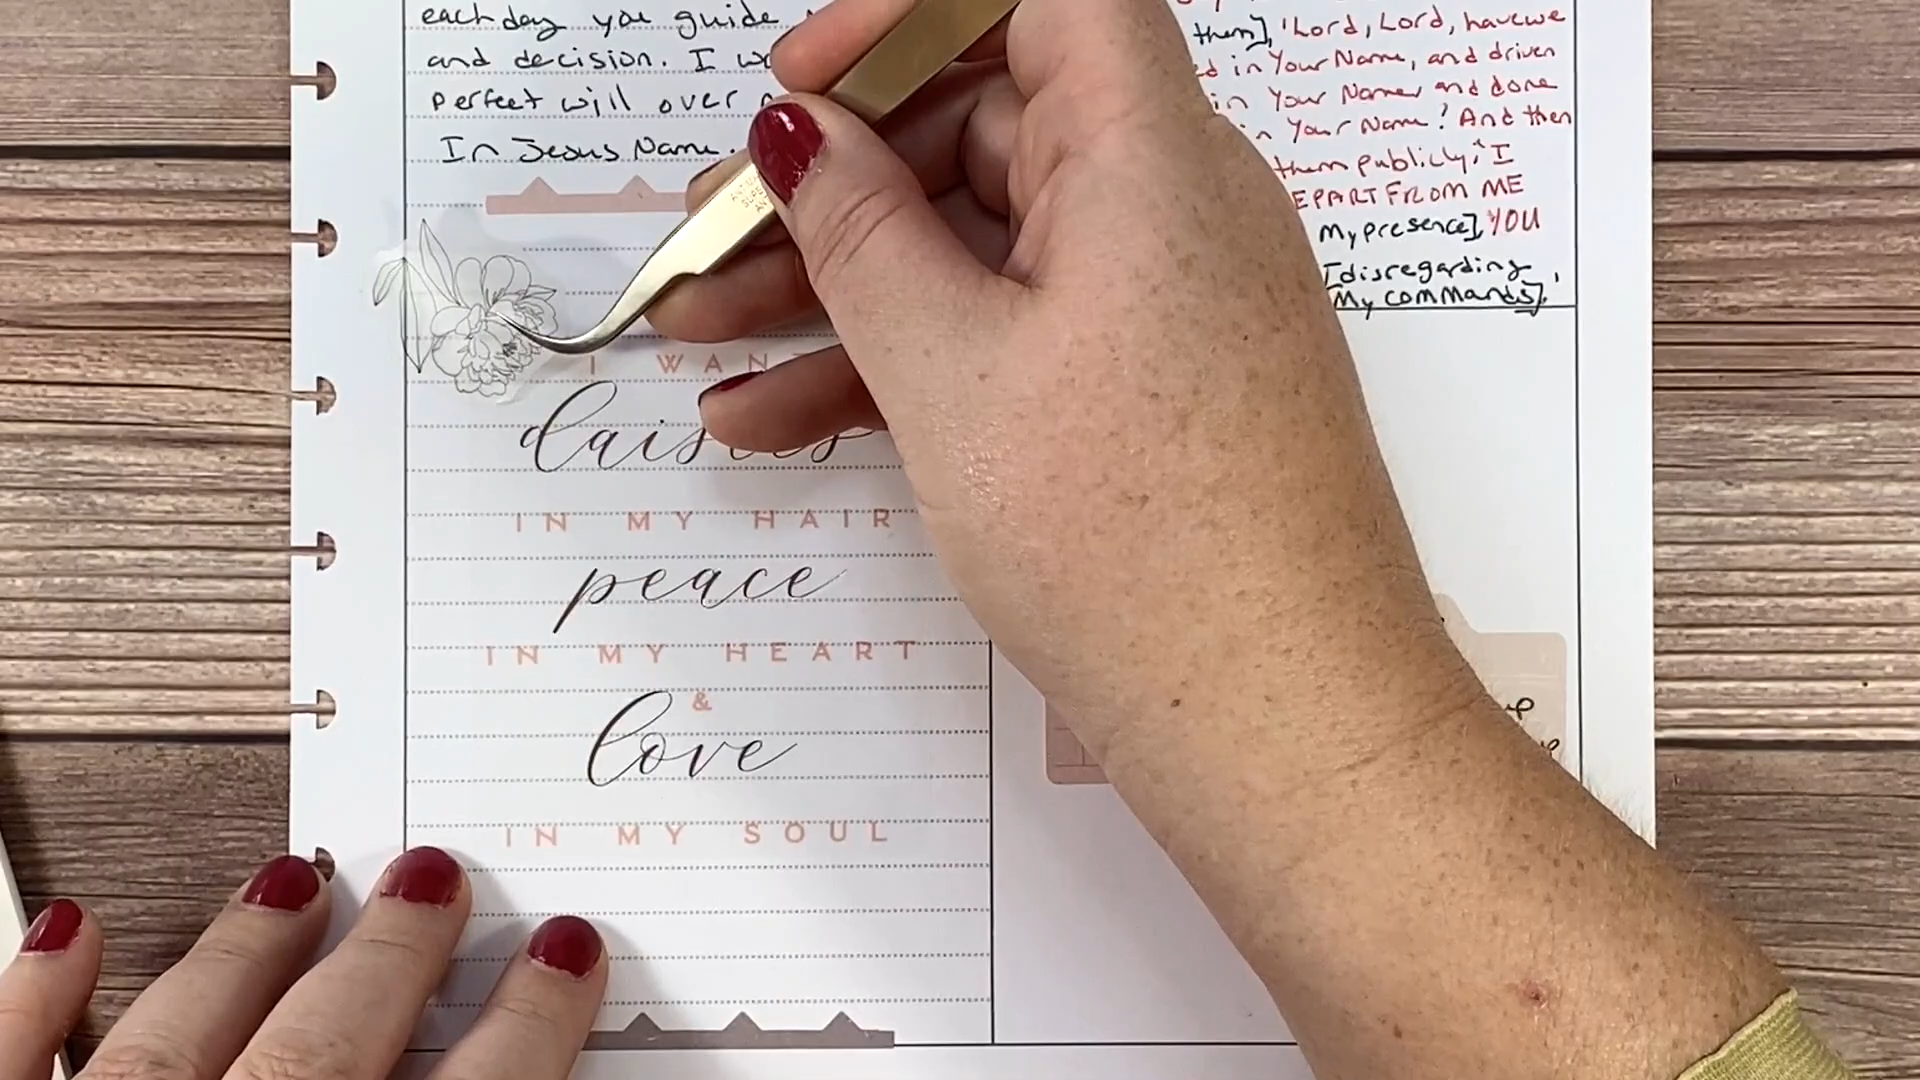 each day you guide
and decision. I
perfect will over
In Jesus Name.
them], 'Lord, Lord, have we
in Your Name, and driven
in Your Name and done
in Your Name? And then
them publicly, 'I
DEPART FROM ME
My presence], YOU
[disregarding
[My commands].'
I WANT
daisies
IN MY HAIR
peace
IN MY HEART
&
love
IN MY SOUL